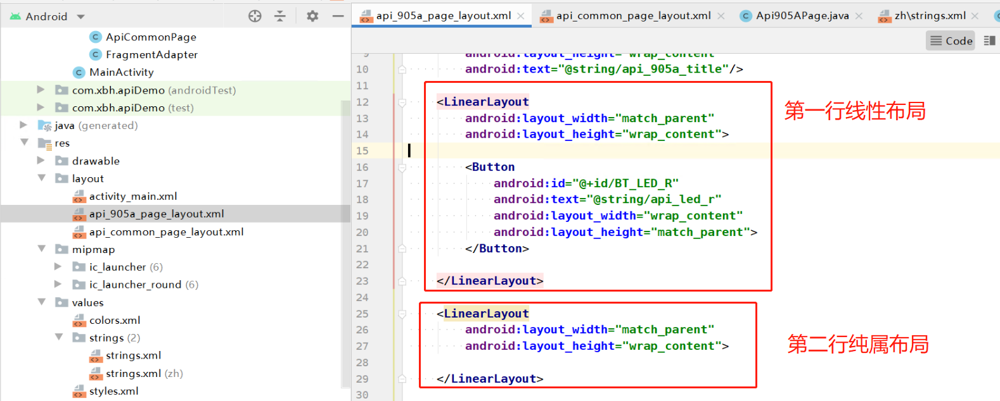 Android
ApiCommonPage
FragmentAdapter
MainActivity
com.xbh.apiDemo (androidTest)
com.xbh.apiDemo (test)
java (generated)
res
drawable
layout
activity_main.xml
api_905a_page_layout.xml
api_common_page_layout.xml
mipmap
ic_launcher (6)
ic_launcher_round (6)
values
colors.xml
strings (2)
strings.xml
strings.xml (zh)
styles.xml
api_905a_page_layout.xml
api_common_page_layout.xml
Api905APage.java
zh\strings.xml
Code
9 android:layout_height="wrap_content"
10 android:text="@string/api_905a_title"/>
11
12 <LinearLayout
13 android:layout_width="match_parent"
14 android:layout_height="wrap_content">
15
16 <Button
17 android:id="@+id/BT_LED_R"
18 android:text="@string/api_led_r"
19 android:layout_width="wrap_content"
20 android:layout_height="match_parent">
21 </Button>
22
23 </LinearLayout>
24
25 <LinearLayout
26 android:layout_width="match_parent"
27 android:layout_height="wrap_content">
28
29 </LinearLayout>
30
第一行线性布局
第二行纯属布局